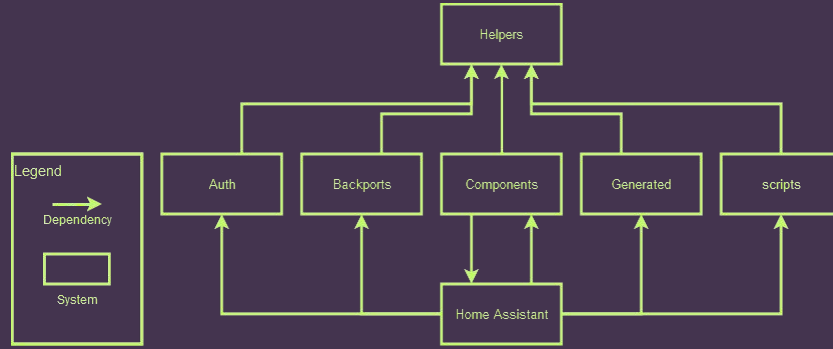 Helpers
Legend
Dependency
System
Auth
Backports
Components
Generated
scripts
Home Assistant